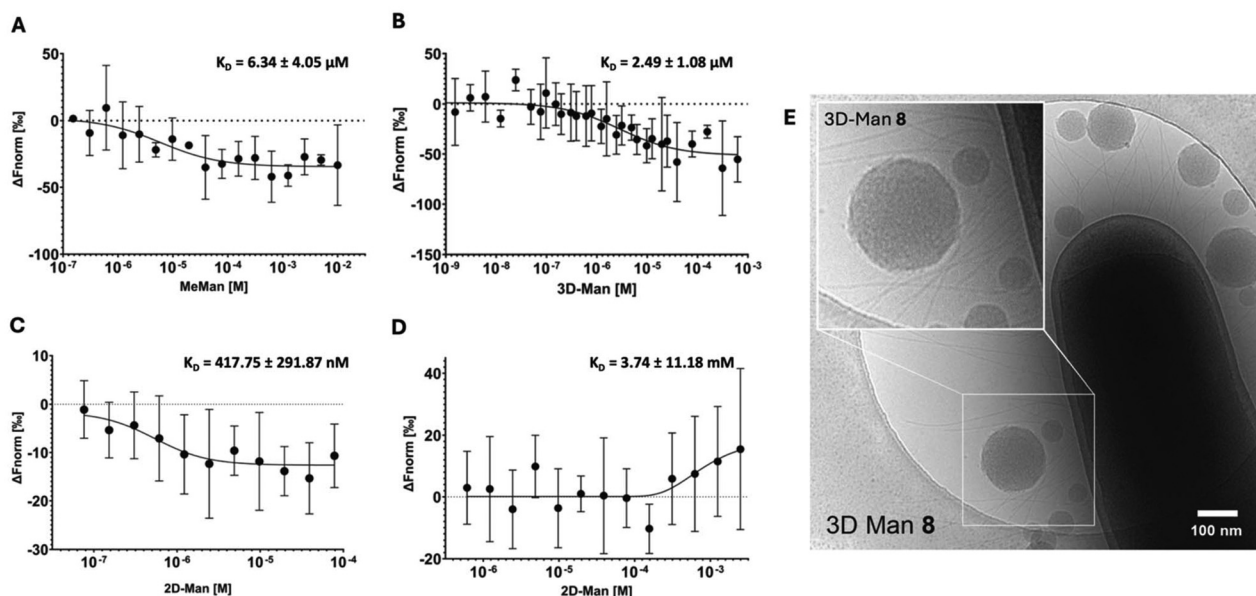 A
K_D = 6.34 ± 4.05 µM
50
0
-50
-100
ΔFnorm [‰]
10^-7
10^-6
10^-5
10^-4
10^-3
10^-2
MeMan [M]
B
K_D = 2.49 ± 1.08 µM
50
0
-50
-100
-150
ΔFnorm [‰]
10^-9
10^-8
10^-7
10^-6
10^-5
10^-4
10^-3
3D-Man [M]
C
K_D = 417.75 ± 291.87 nM
10
0
-10
-20
-30
ΔFnorm [‰]
10^-7
10^-6
10^-5
10^-4
2D-Man [M]
D
K_D = 3.74 ± 11.18 mM
40
20
0
-20
ΔFnorm [‰]
10^-6
10^-5
10^-4
10^-3
2D-Man [M]
E
3D-Man 8
3D Man 8
100 nm